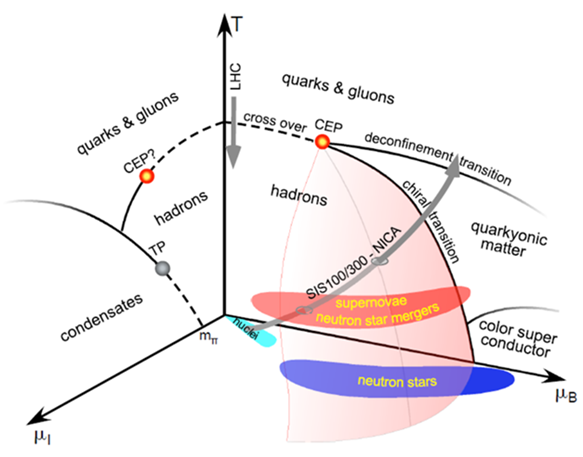 T
LHC
quarks & gluons
quarks & gluons
cross over
CEP
deconfinement transition
CEP?
hadrons
hadrons
chiral transition
quarkyonic
matter
TP
SIS100/300 - NICA
condensates
supernovae
neutron star mergers
nuclei
mπ
color super
conductor
neutron stars
μB
μI